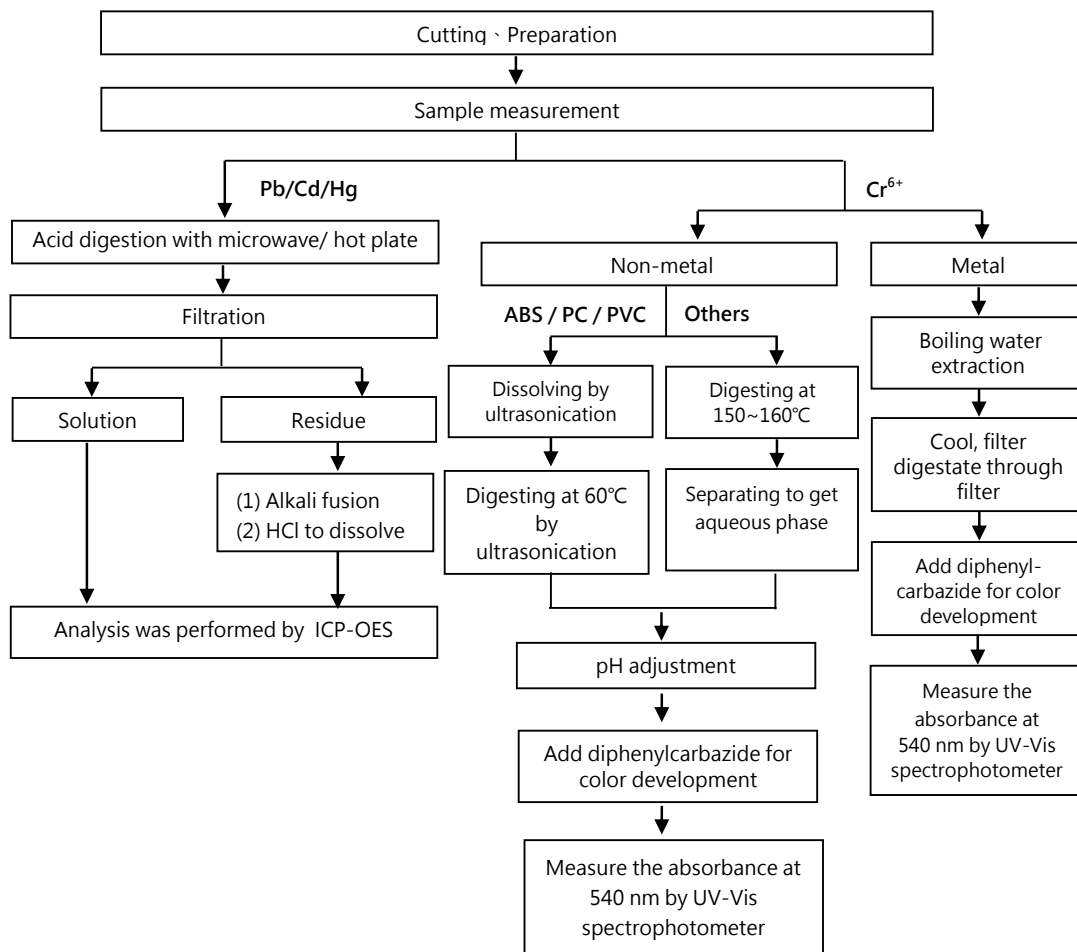 Cutting、Preparation
Sample measurement
Pb/Cd/Hg
Cr⁶⁺
Acid digestion with microwave/ hot plate
Non-metal
Metal
Filtration
ABS / PC / PVC
Others
Boiling water
extraction
Solution
Residue
Dissolving by
ultrasonication
Digesting at
150~160℃
Cool, filter
digestate through
filter
(1) Alkali fusion
(2) HCl to dissolve
Digesting at 60℃
by
ultrasonication
Separating to get
aqueous phase
Add diphenyl-
carbazide for color
development
Analysis was performed by ICP-OES
pH adjustment
Measure the
absorbance at
540 nm by UV-Vis
spectrophotometer
Add diphenylcarbazide for
color development
Measure the absorbance at
540 nm by UV-Vis
spectrophotometer